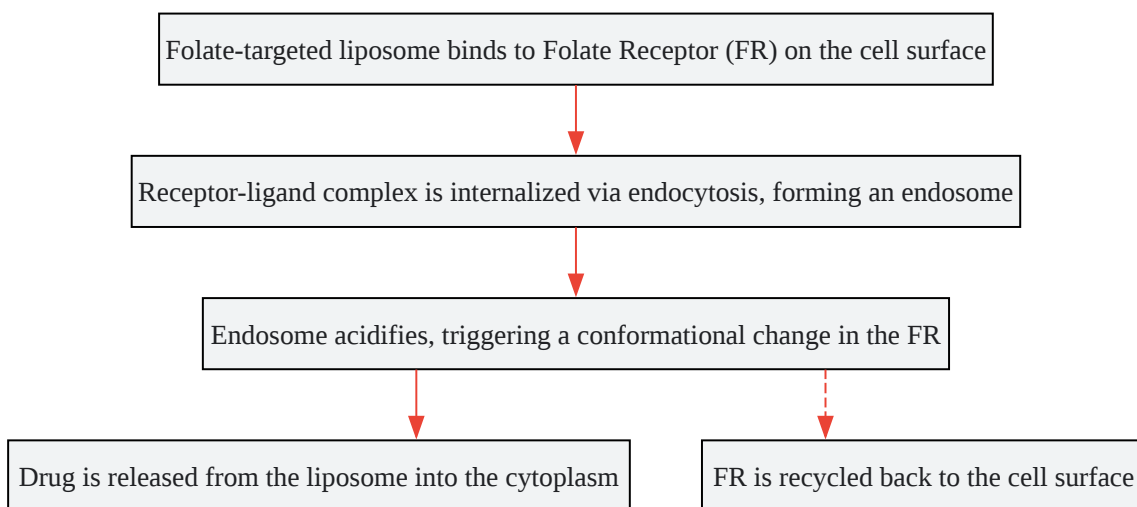 Folate-targeted liposome binds to Folate Receptor (FR) on the cell surface
Receptor-ligand complex is internalized via endocytosis, forming an endosome
Endosome acidifies, triggering a conformational change in the FR
Drug is released from the liposome into the cytoplasm
FR is recycled back to the cell surface